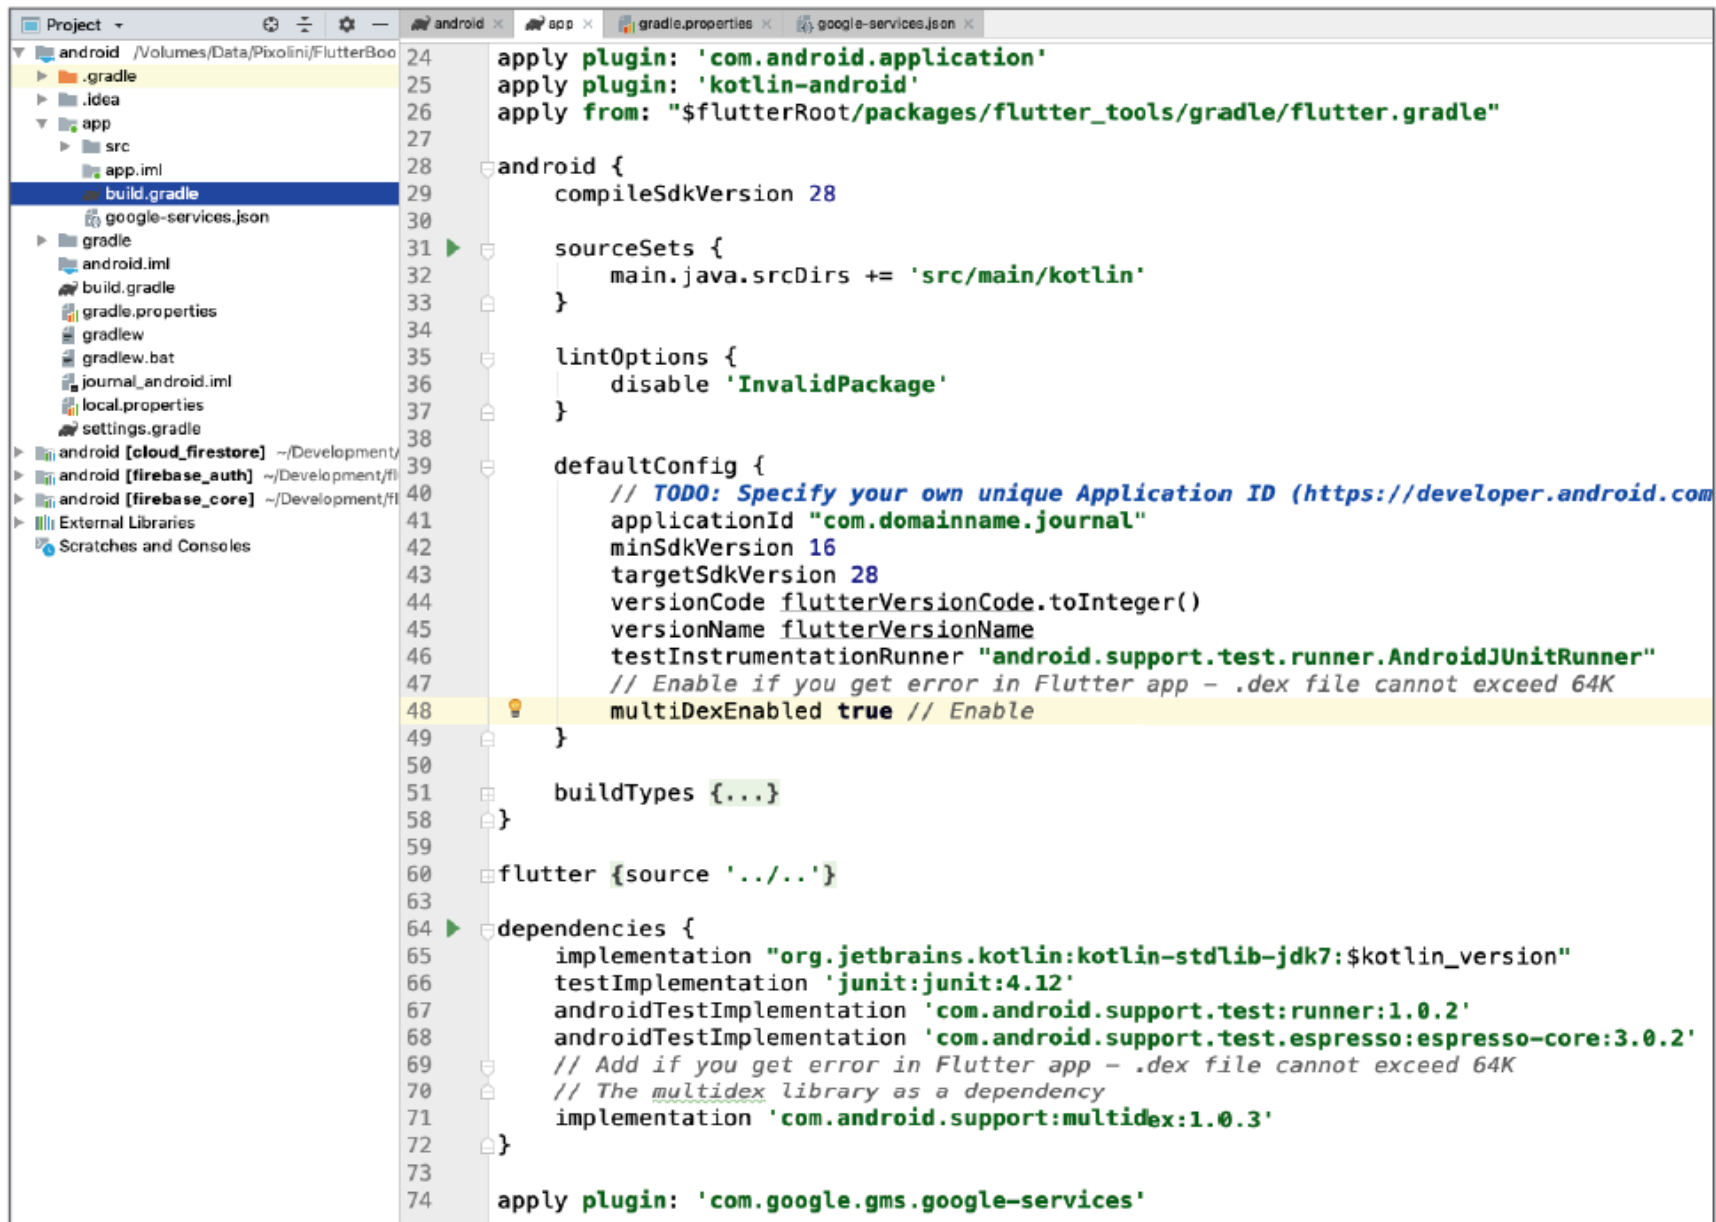 Project
android /Volumes/Data/Pixolini/FlutterBoo
.gradle
.idea
app
src
app.iml
build.gradle
google-services.json
gradle
android.iml
build.gradle
gradle.properties
gradlew
gradlew.bat
journal_android.iml
local.properties
settings.gradle
android [cloud_firestore] ~/Development/
android [firebase_auth] ~/Development/fl
android [firebase_core] ~/Development/fl
External Libraries
Scratches and Consoles
android app gradle.properties google-services.json
24 apply plugin: 'com.android.application'
25 apply plugin: 'kotlin-android'
26 apply from: "$flutterRoot/packages/flutter_tools/gradle/flutter.gradle"
27
28 android {
29 compileSdkVersion 28
30
31 sourceSets {
32 main.java.srcDirs += 'src/main/kotlin'
33 }
34
35 lintOptions {
36 disable 'InvalidPackage'
37 }
38
39 defaultConfig {
40 // TODO: Specify your own unique Application ID (https://developer.android.com
41 applicationId "com.domainname.journal"
42 minSdkVersion 16
43 targetSdkVersion 28
44 versionCode flutterVersionCode.toInteger()
45 versionName flutterVersionName
46 testInstrumentationRunner "android.support.test.runner.AndroidJUnitRunner"
47 // Enable if you get error in Flutter app – .dex file cannot exceed 64K
48 multiDexEnabled true // Enable
49 }
50
51 buildTypes {...}
58 }
59
60 flutter {source '../..'}
63
64 dependencies {
65 implementation "org.jetbrains.kotlin:kotlin-stdlib-jdk7:$kotlin_version"
66 testImplementation 'junit:junit:4.12'
67 androidTestImplementation 'com.android.support.test:runner:1.0.2'
68 androidTestImplementation 'com.android.support.test.espresso:espresso-core:3.0.2'
69 // Add if you get error in Flutter app – .dex file cannot exceed 64K
70 // The multidex library as a dependency
71 implementation 'com.android.support:multidex:1.0.3'
72 }
73
74 apply plugin: 'com.google.gms.google-services'